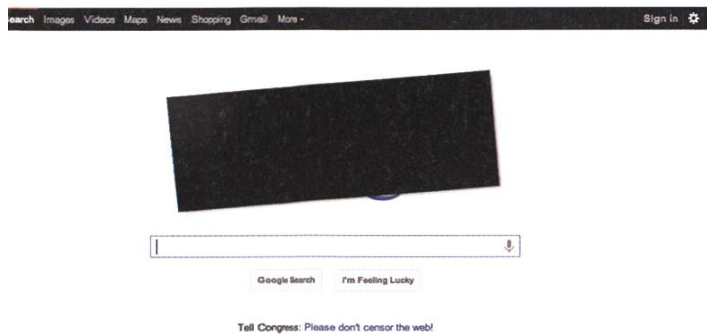 earch Images Videos Maps News Shopping Gmail More Sign in
Google Search I'm Feeling Lucky
Tell Congress: Please don't censor the web!